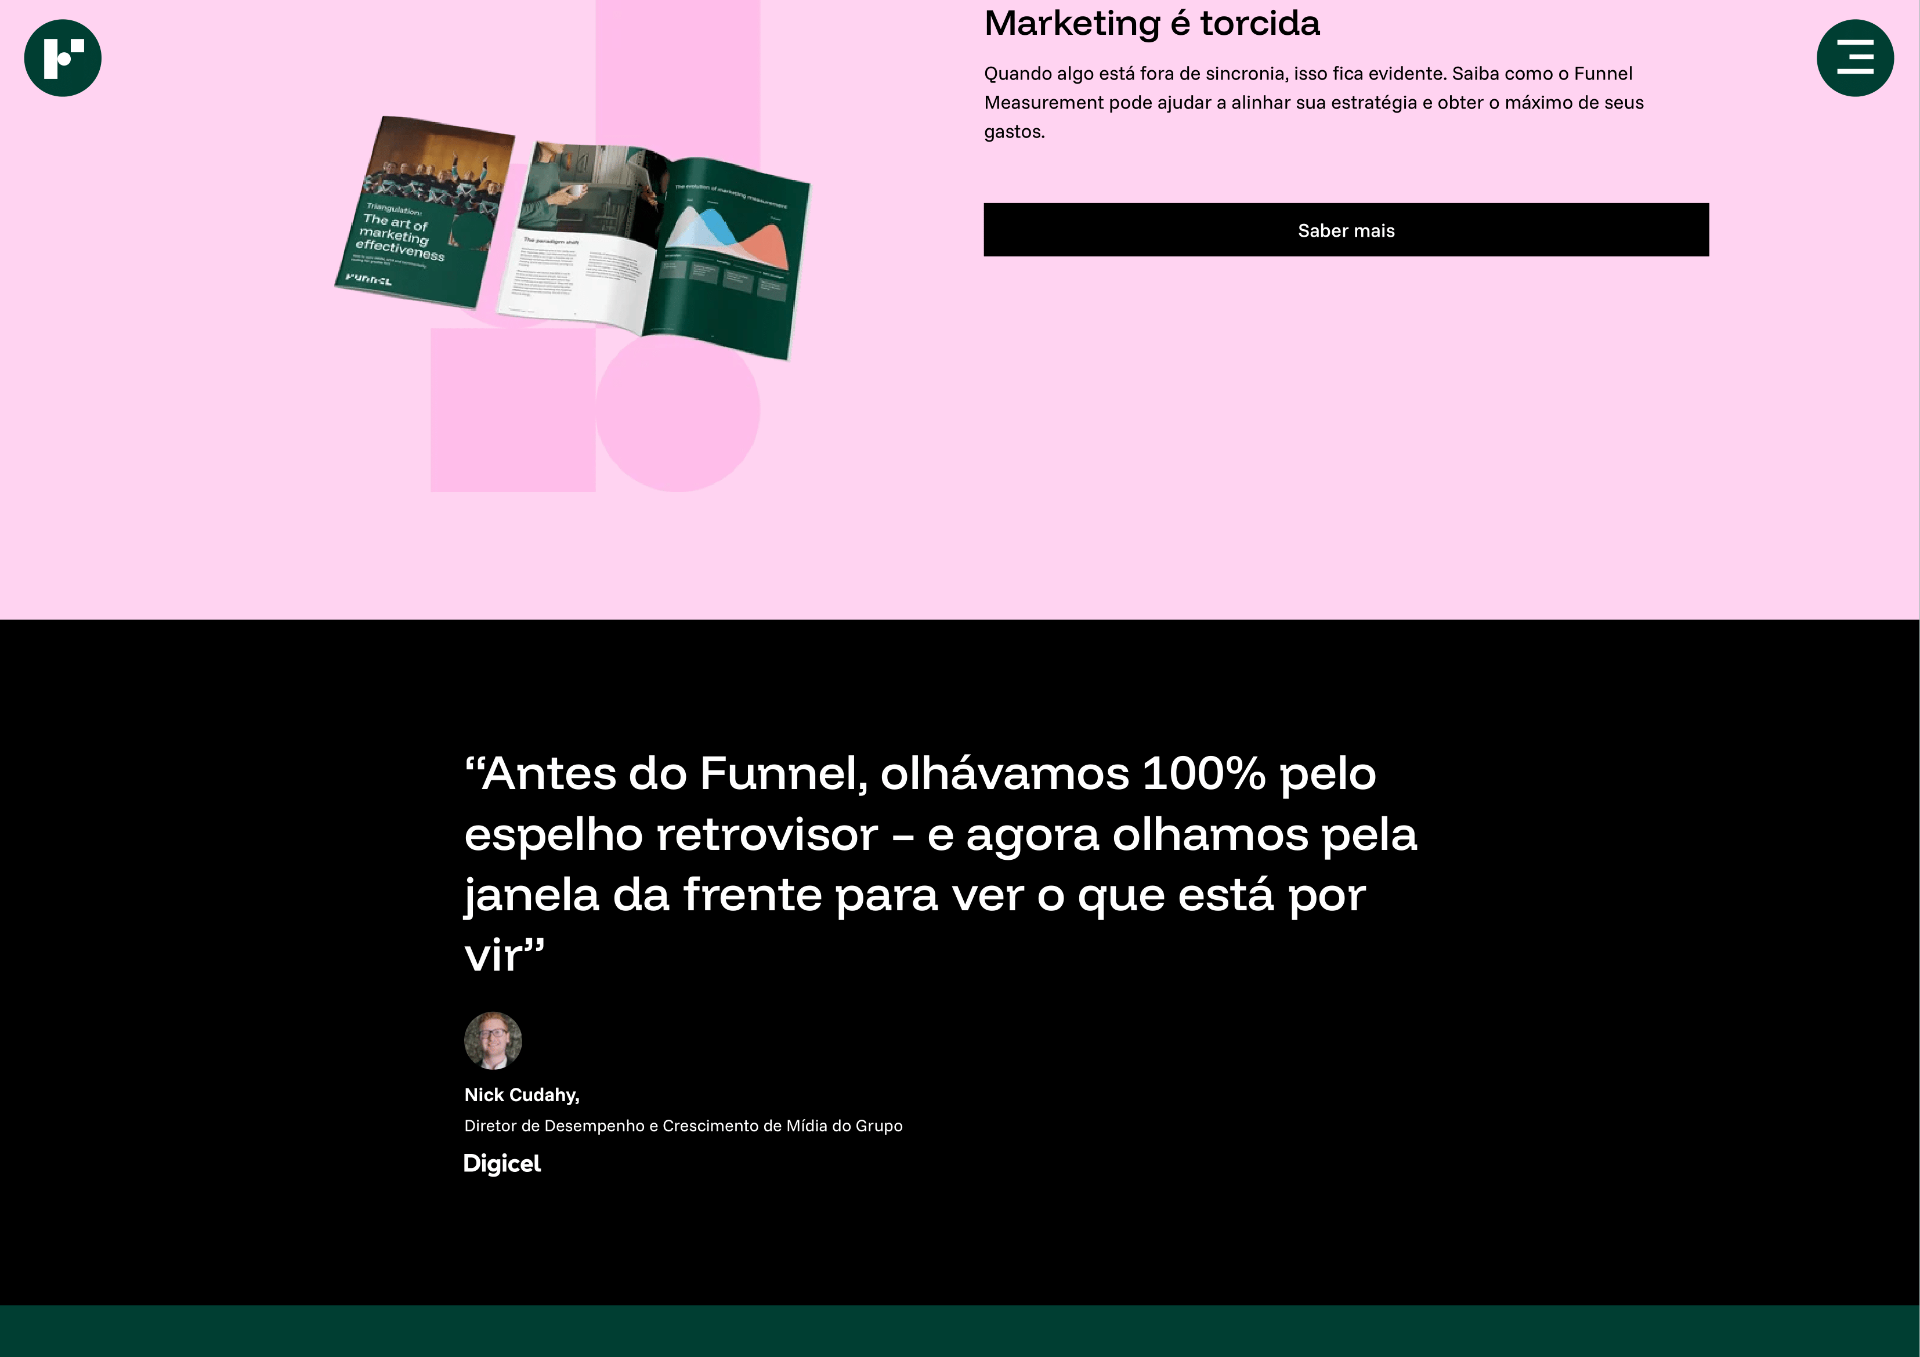 Marketing é torcida
Quando algo está fora de sincronia, isso fica evidente. Saiba como o Funnel
Measurement pode ajudar a alinhar sua estratégia e obter o máximo de seus
gastos.
Saber mais
Triangulation:
The art of
marketing
effectiveness
Funnel
The paradigm shift
The evolution of marketing measurement
“Antes do Funnel, olhávamos 100% pelo
espelho retrovisor – e agora olhamos pela
janela da frente para ver o que está por
vir”
Nick Cudahy,
Diretor de Desempenho e Crescimento de Mídia do Grupo
Digicel